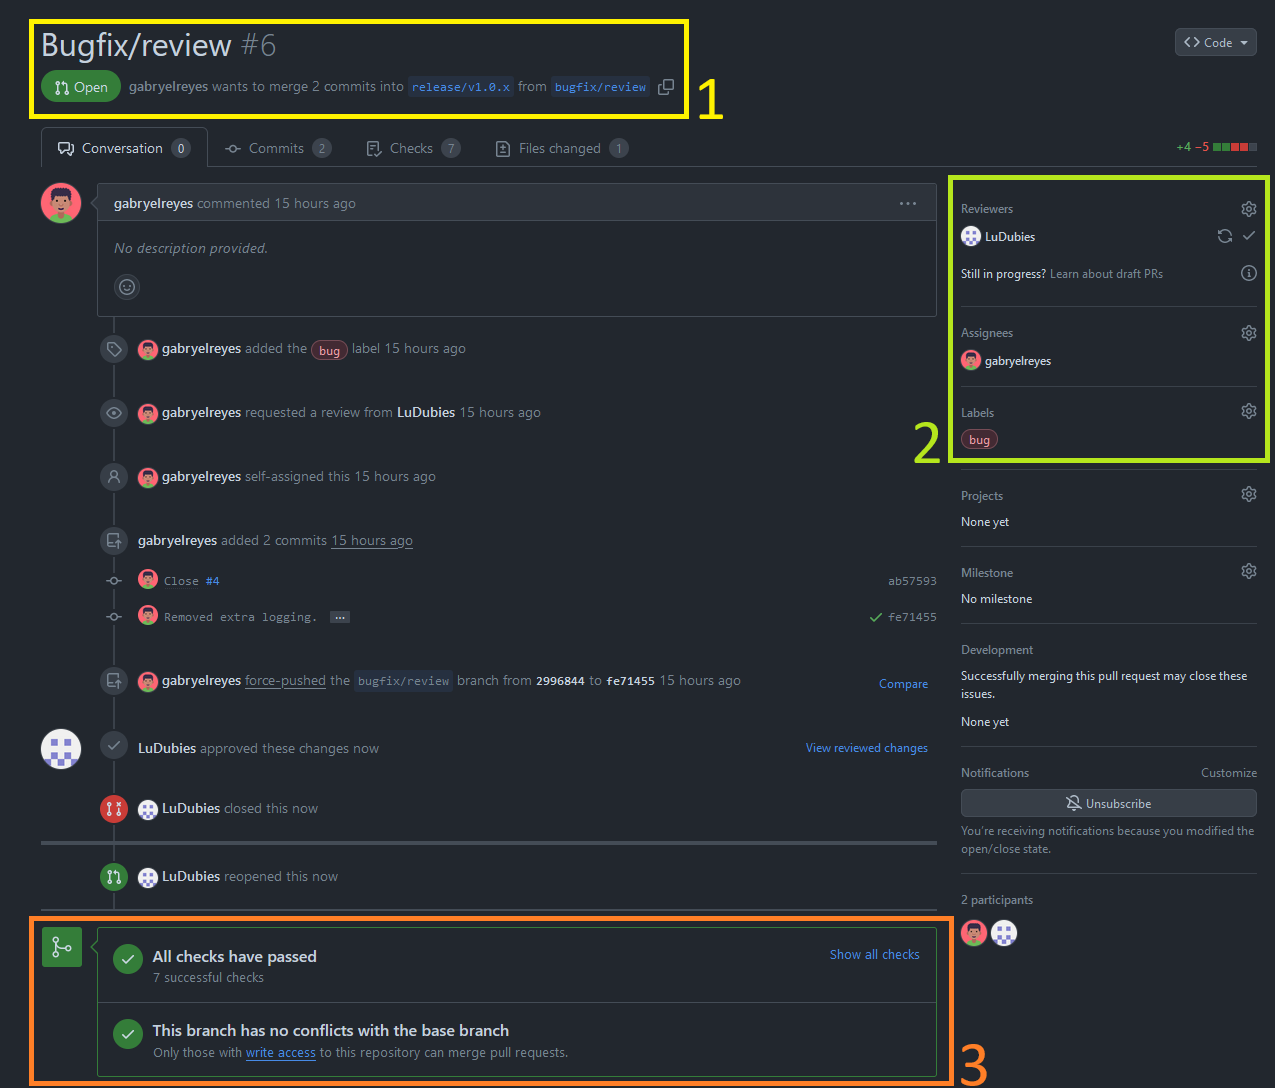 Bugfix/review #6
Code
Open gabryelreyes wants to merge 2 commits into release/v1.0.x from bugfix/review
1
Conversation 0 Commits 2 Checks 7 Files changed 1
+4 −5
gabryelreyes commented 15 hours ago
No description provided.
gabryelreyes added the bug label 15 hours ago
gabryelreyes requested a review from LuDubies 15 hours ago
gabryelreyes self-assigned this 15 hours ago
gabryelreyes added 2 commits 15 hours ago
Close #4 ab57593
Removed extra logging. ... fe71455
gabryelreyes force-pushed the bugfix/review branch from 2996844 to fe71455 15 hours ago
Compare
LuDubies approved these changes now
View reviewed changes
LuDubies closed this now
LuDubies reopened this now
All checks have passed
7 successful checks
Show all checks
This branch has no conflicts with the base branch
Only those with write access to this repository can merge pull requests.
3
Reviewers
LuDubies
Still in progress? Learn about draft PRs
Assignees
gabryelreyes
Labels
bug
2
Projects
None yet
Milestone
No milestone
Development
Successfully merging this pull request may close these
issues.
None yet
Notifications Customize
Unsubscribe
You're receiving notifications because you modified the
open/close state.
2 participants